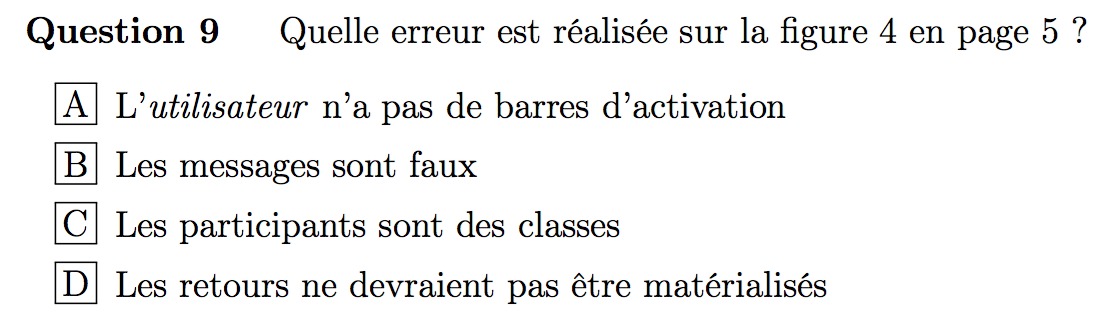 Question 9 Quelle erreur est réalisée sur la figure 4 en page 5 ?
A L'utilisateur n'a pas de barres d'activation
B Les messages sont faux
C Les participants sont des classes
D Les retours ne devraient pas être matérialisés